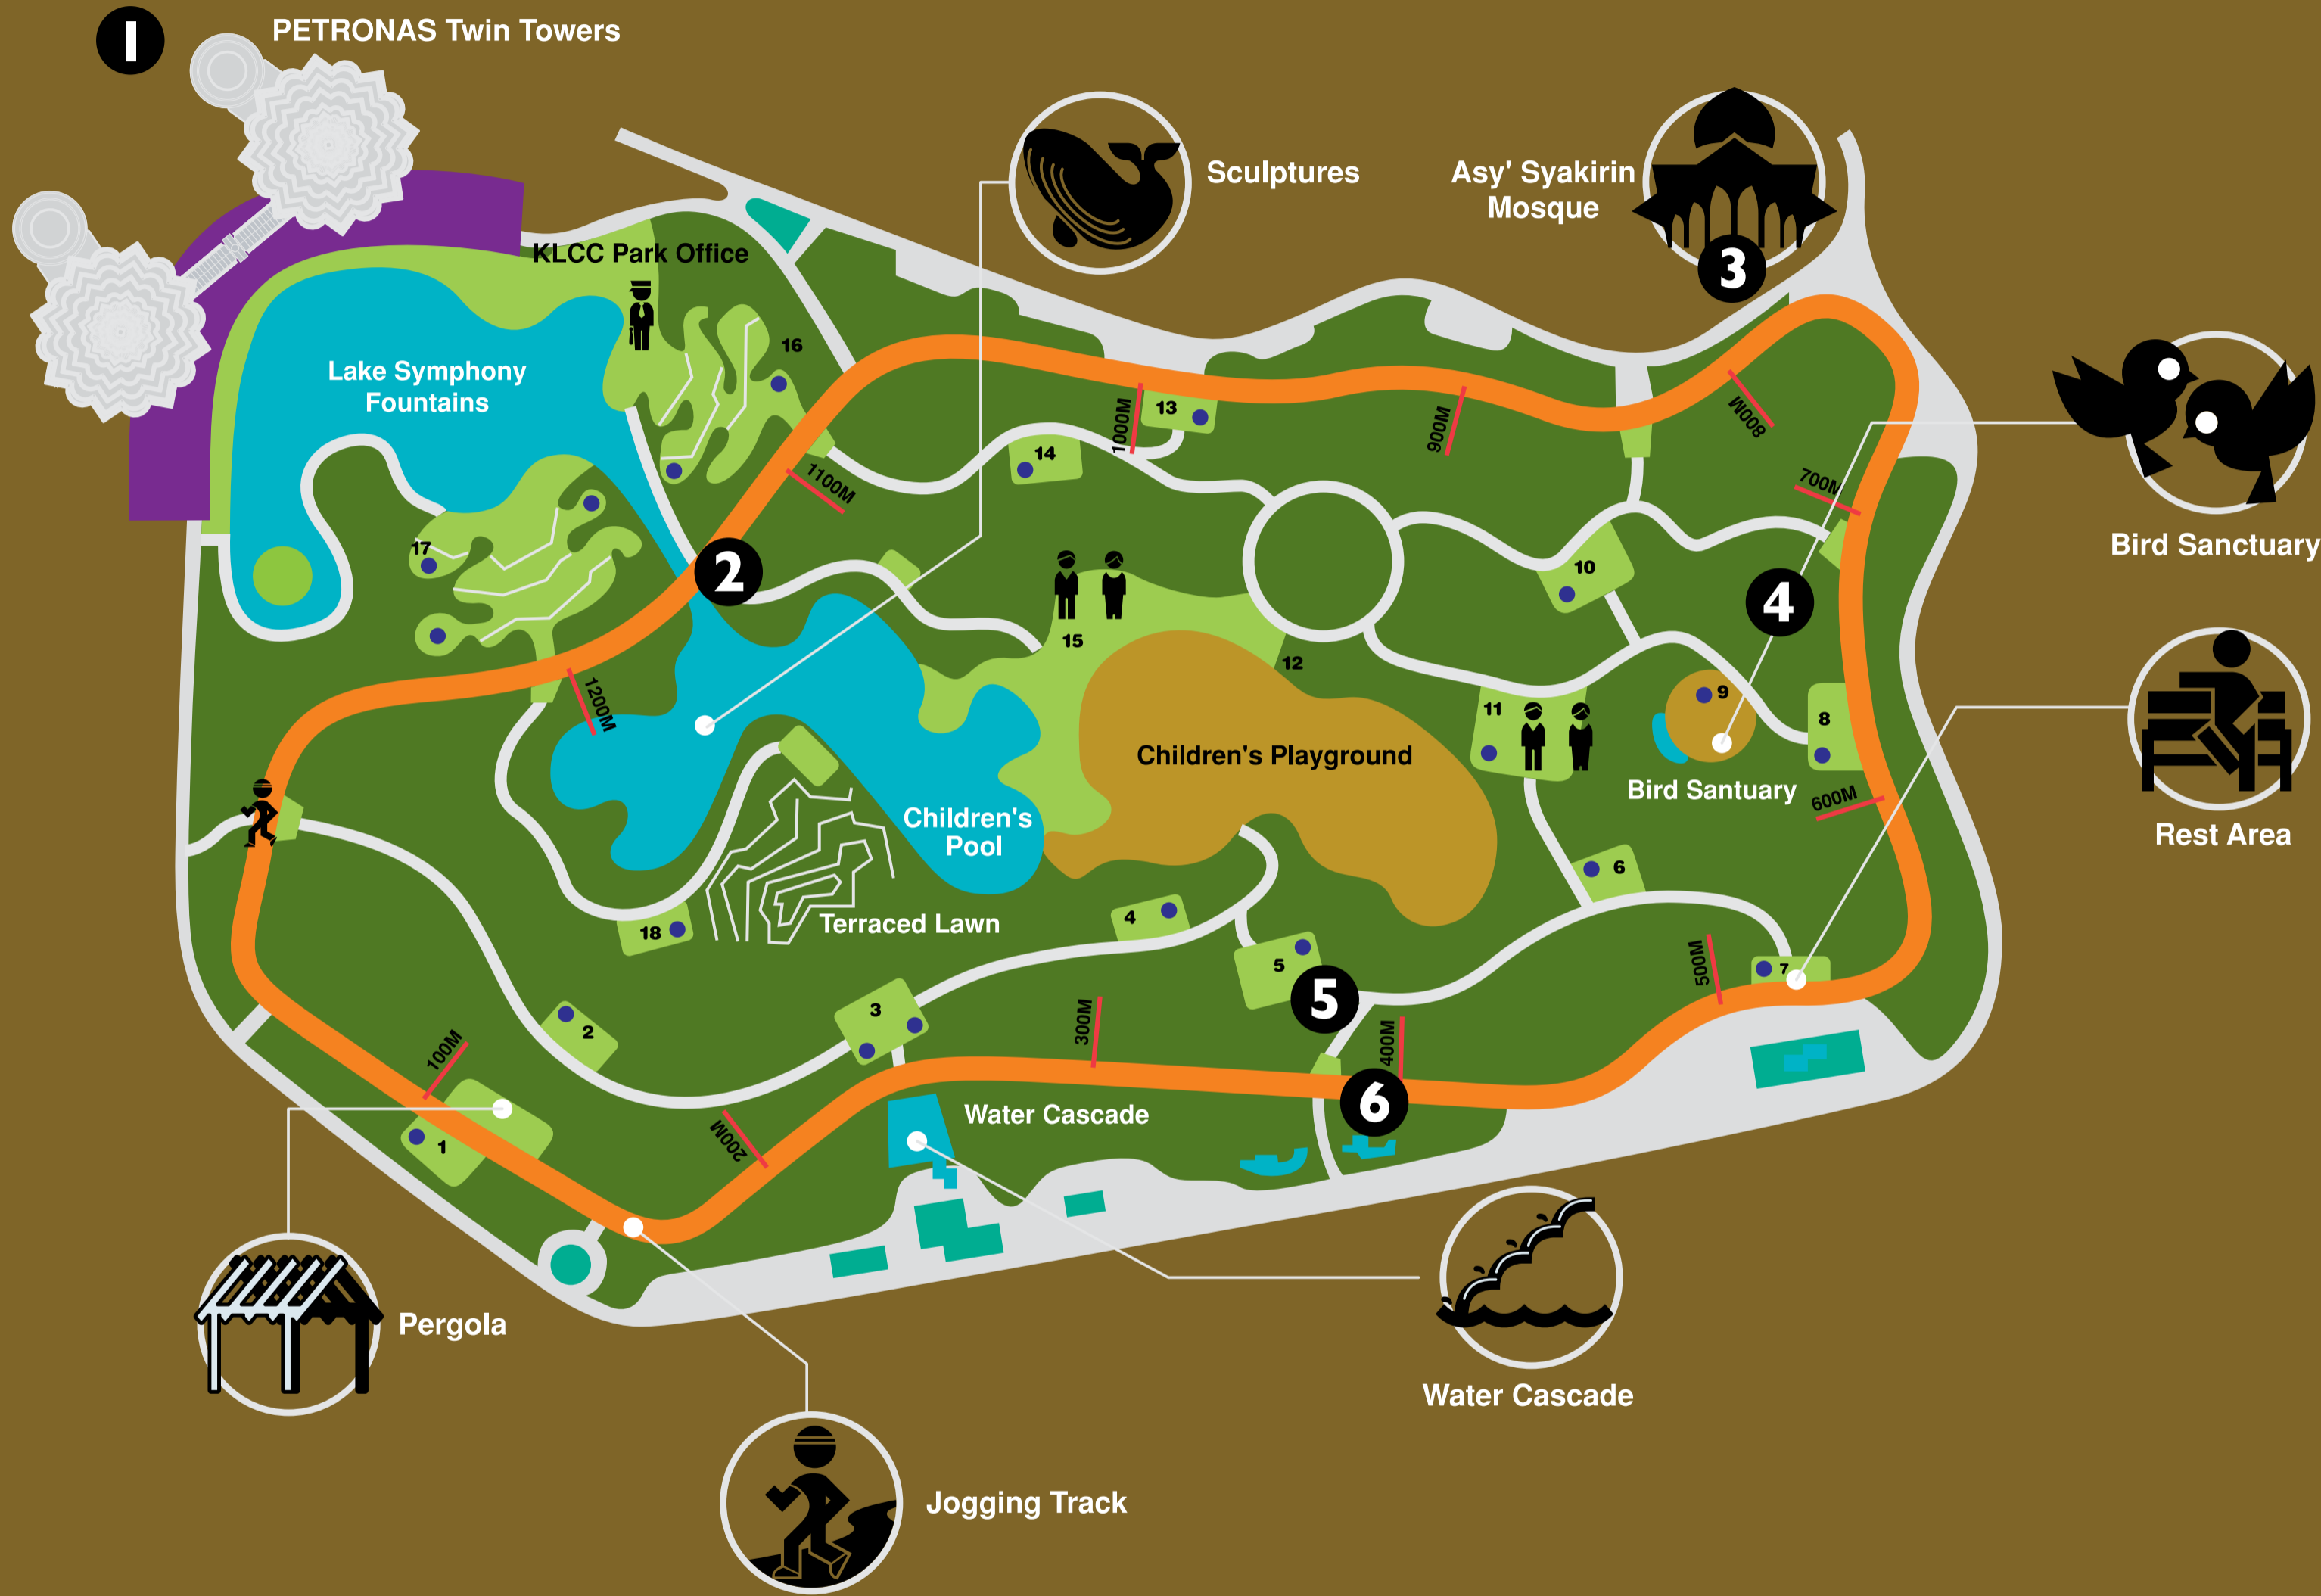 1
PETRONAS Twin Towers
Sculptures
Asy' Syakirin
Mosque
3
KLCC Park Office
Lake Symphony
Fountains
16
13
1000M
900M
800M
14
1100M
700M
Bird Sanctuary
17
2
10
4
15
12
1200M
11
9
8
Children's Playground
Bird Santuary
600M
Children's
Pool
Rest Area
6
4
Terraced Lawn
18
5
500M
7
3
5
2
300M
400M
100M
6
1
200M
Water Cascade
Pergola
Water Cascade
Jogging Track